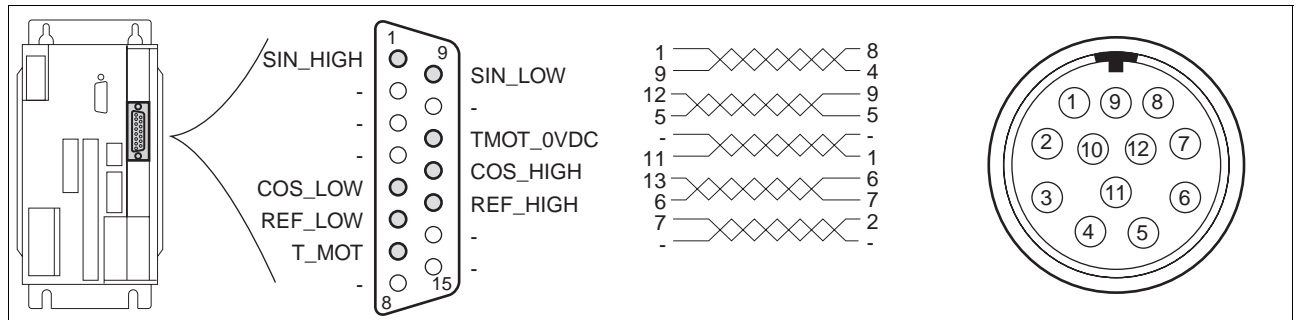 1
9
SIN_HIGH
SIN_LOW
-
-
-
TMOT_0VDC
-
COS_HIGH
COS_LOW
REF_HIGH
REF_LOW
-
T_MOT
-
-
8
15
1 8
9 4
12 9
5 5
- -
11 1
13 6
6 7
7 2
- -
1 9 8
2 10 12 7
3 11 6
4 5